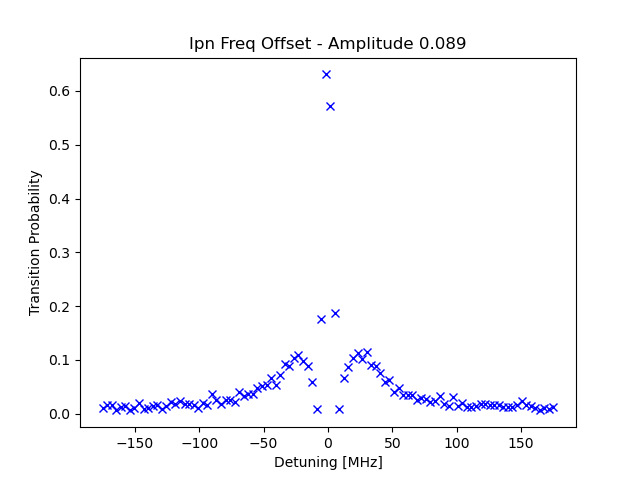 Ipn Freq Offset - Amplitude 0.089
Transition Probability
0.6
0.5
0.4
0.3
0.2
0.1
0.0
−150 −100 −50 0 50 100 150
Detuning [MHz]